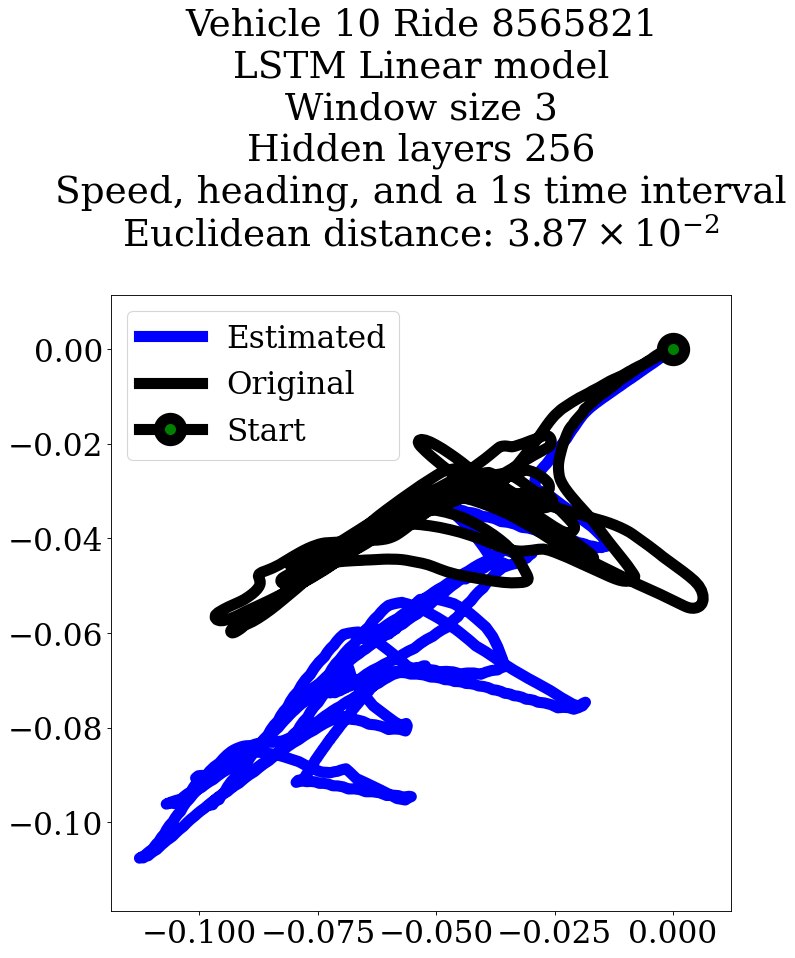 Vehicle 10 Ride 8565821
LSTM Linear model
Window size 3
Hidden layers 256
Speed, heading, and a 1s time interval
Euclidean distance: 3.87 × 10⁻²
Estimated
Original
Start
0.00
−0.02
−0.04
−0.06
−0.08
−0.10
−0.100 −0.075 −0.050 −0.025 0.000